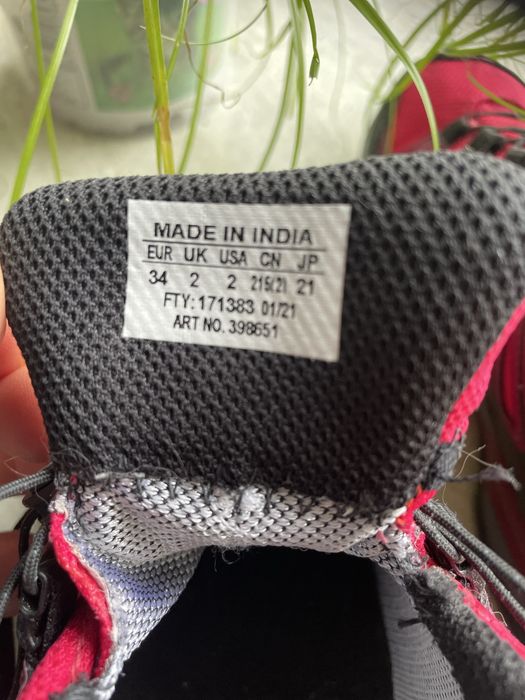 MADE IN INDIA
EUR UK USA CN JP
34 2 2 215(2) 21
FTY: 171383 01/21
ART NO. 398651